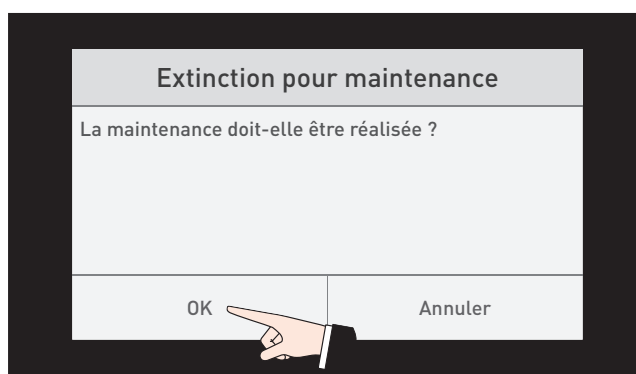 Extinction pour maintenance
La maintenance doit-elle être réalisée ?
OK
Annuler